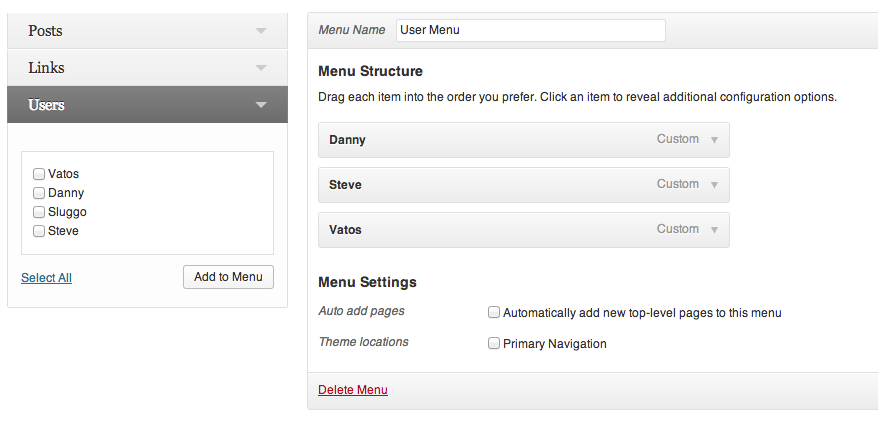 Posts
Links
Users
Vatos
Danny
Sluggo
Steve
Select All
Add to Menu
Menu Name User Menu
Menu Structure
Drag each item into the order you prefer. Click an item to reveal additional configuration options.
Danny Custom
Steve Custom
Vatos Custom
Menu Settings
Auto add pages Automatically add new top-level pages to this menu
Theme locations Primary Navigation
Delete Menu